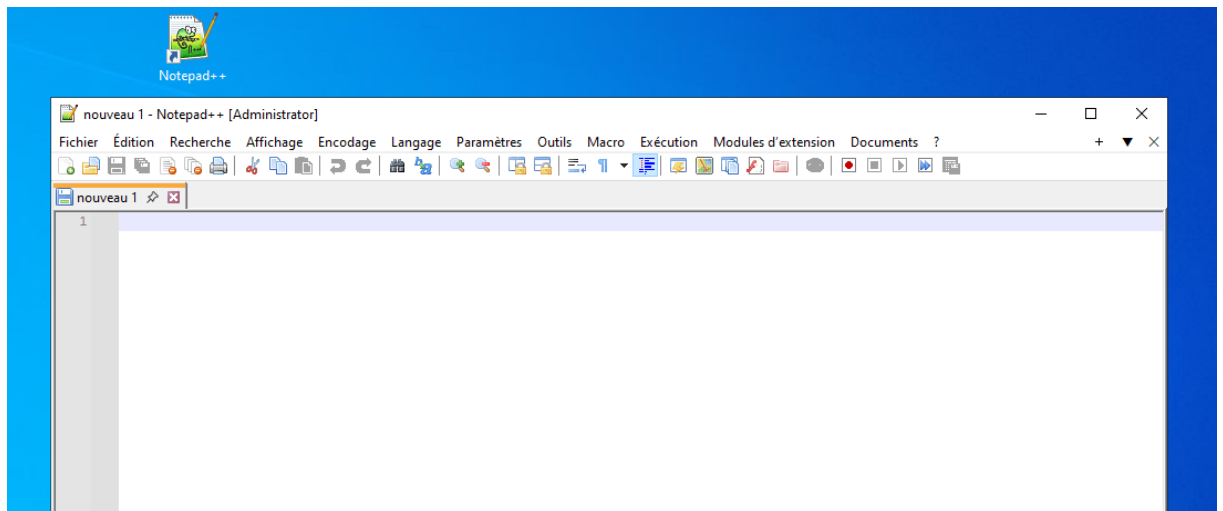 Notepad++
nouveau 1 - Notepad++ [Administrator]
Fichier Édition Recherche Affichage Encodage Langage Paramètres Outils Macro Exécution Modules d'extension Documents ?
nouveau 1
1